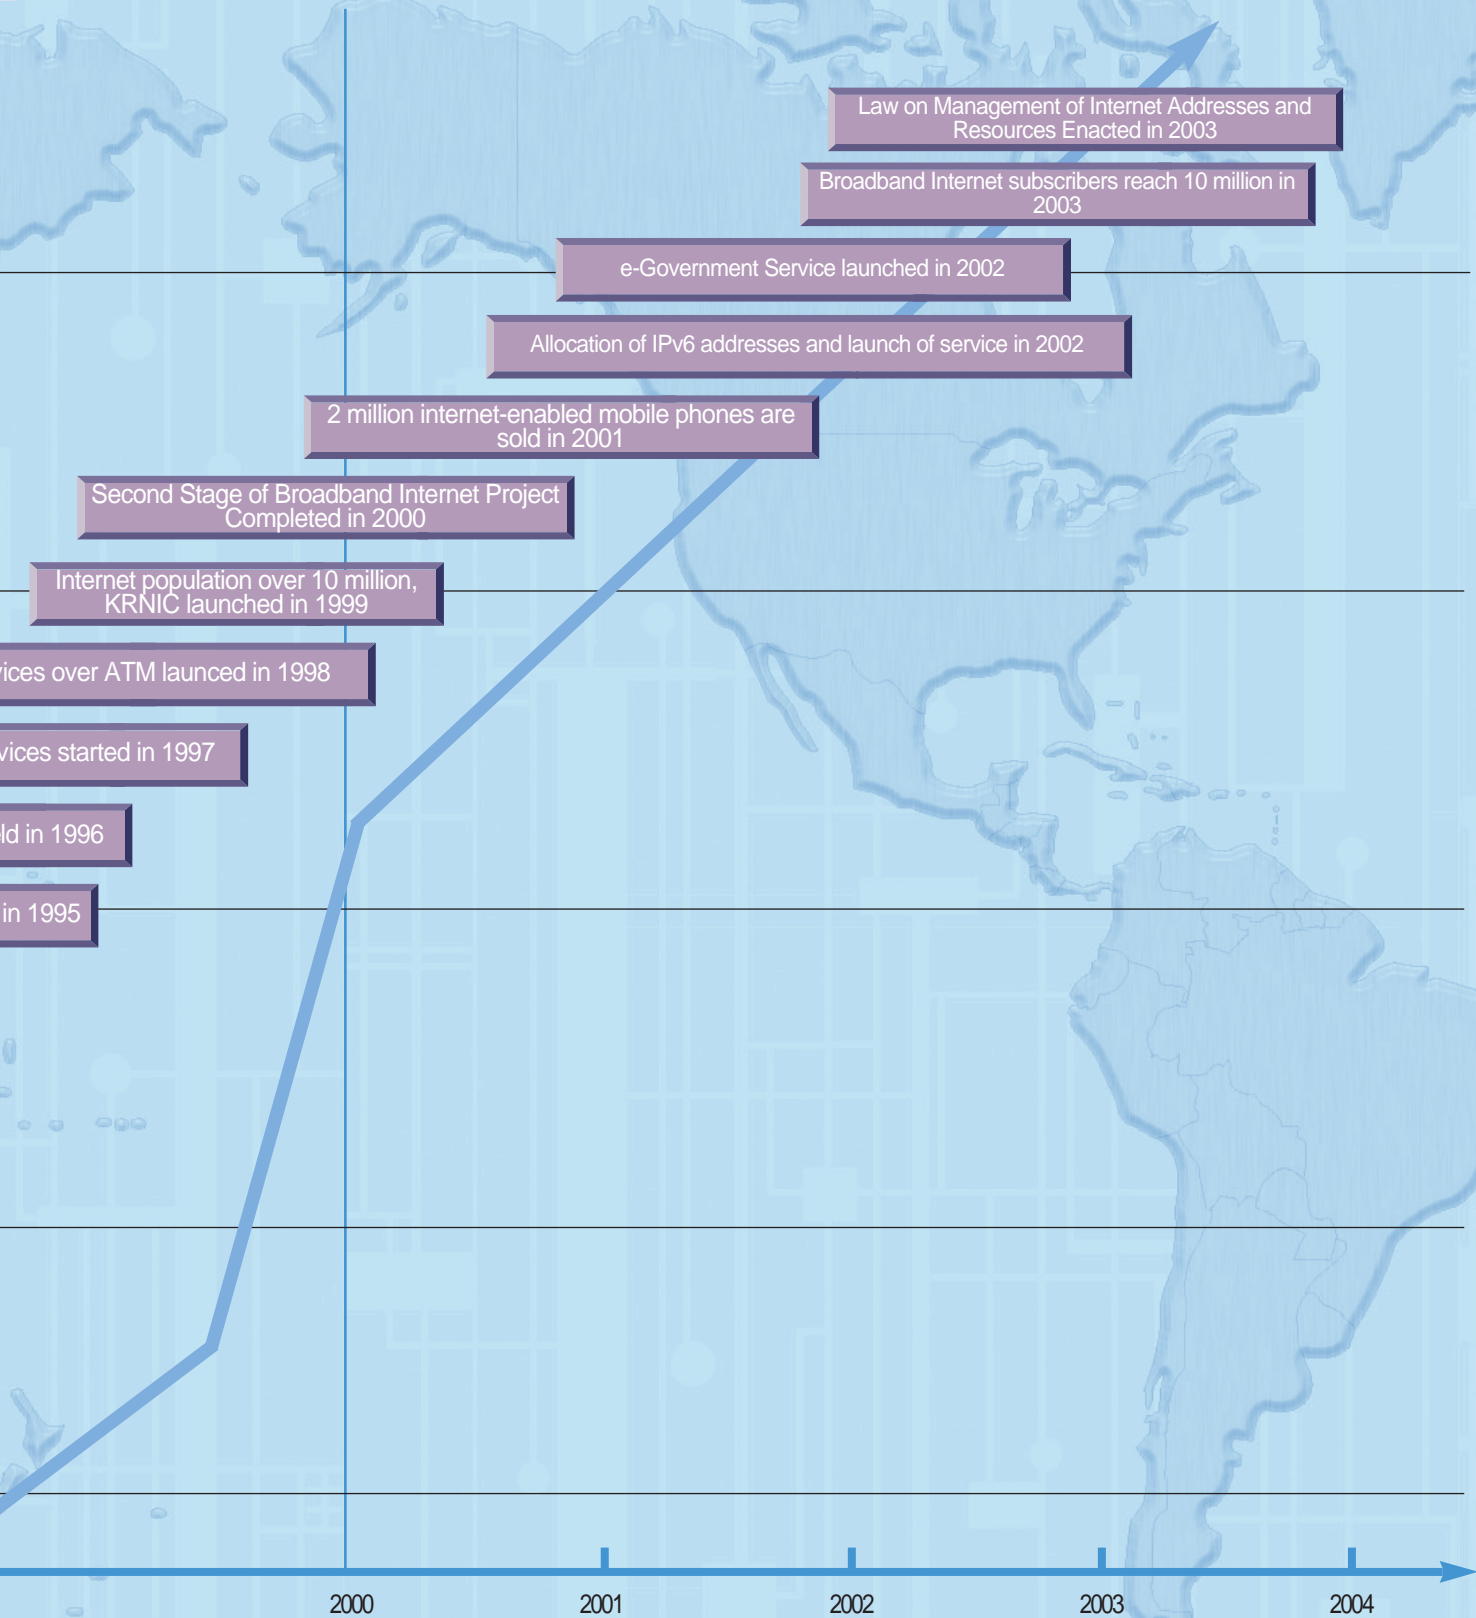 Law on Management of Internet Addresses and
Resources Enacted in 2003
Broadband Internet subscribers reach 10 million in
2003
e-Government Service launched in 2002
Allocation of IPv6 addresses and launch of service in 2002
2 million internet-enabled mobile phones are
sold in 2001
Second Stage of Broadband Internet Project
Completed in 2000
Internet population over 10 million,
KRNIC launched in 1999
over ATM launced in 1998
started in 1997
in 1996
in 1995
2000 2001 2002 2003 2004